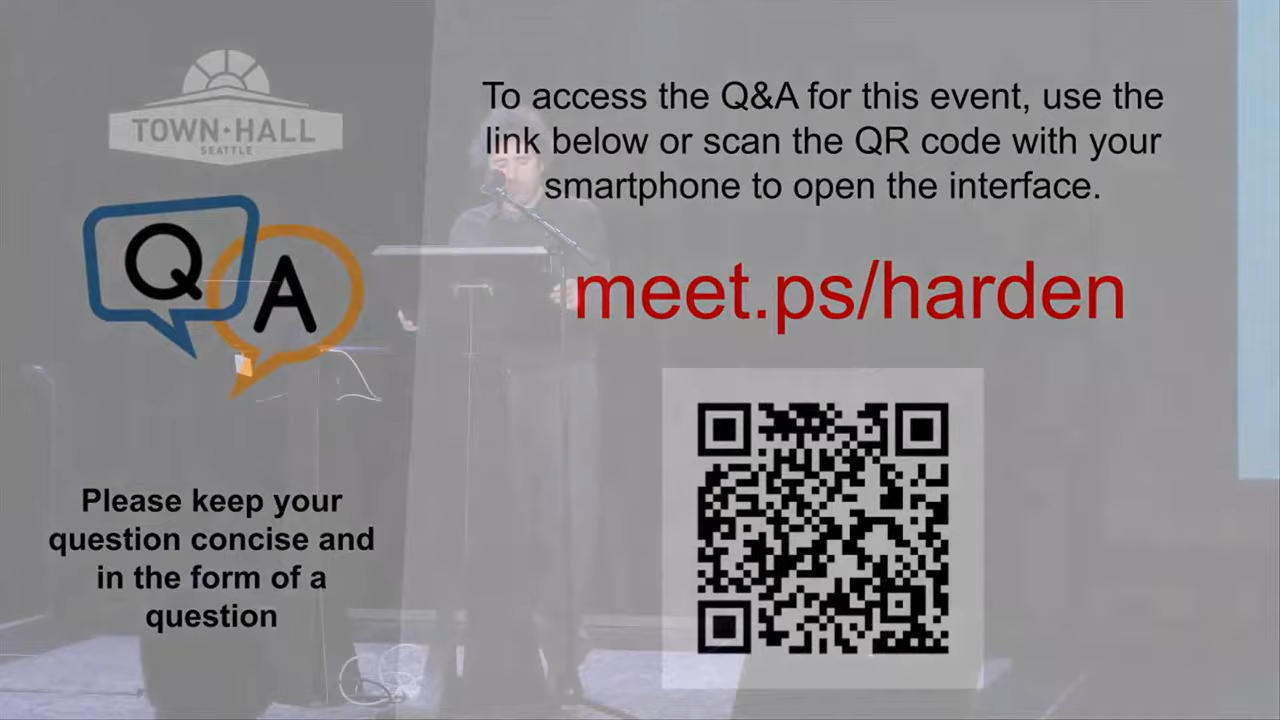 TOWN·HALL
SEATTLE
Q A
Please keep your
question concise and
in the form of a
question
To access the Q&A for this event, use the
link below or scan the QR code with your
smartphone to open the interface.
meet.ps/harden